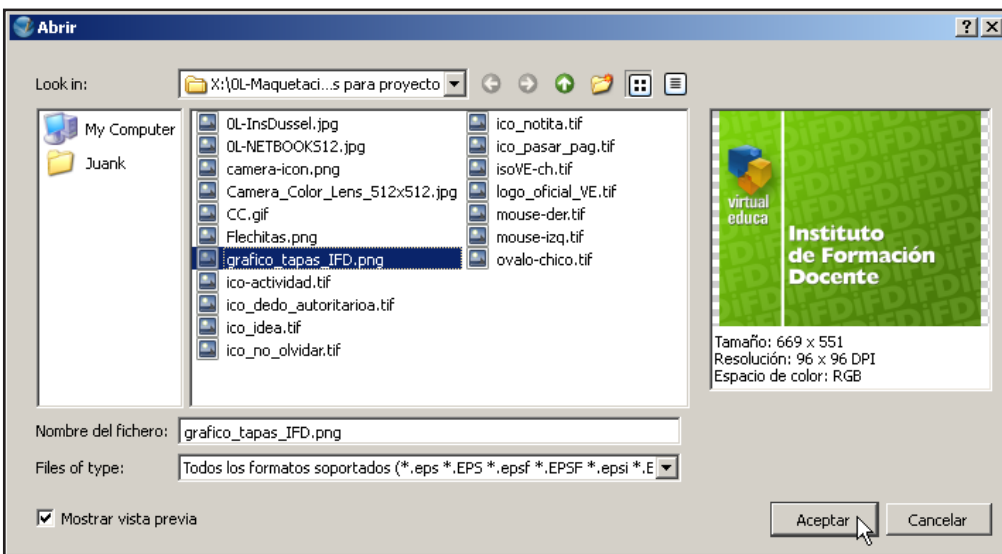 Abrir
Look in: X:\0L-Maquetaci...s para proyecto
My Computer
Juank
0L-InsDussel.jpg
0L-NETBOOKS12.jpg
camera-icon.png
Camera_Color_Lens_512x512.jpg
CC.gif
Flechitas.png
grafico_tapas_IFD.png
ico-actividad.tif
ico_dedo_autoritarioa.tif
ico_idea.tif
ico_no_olvidar.tif
ico_notita.tif
ico_pasar_pag.tif
isoVE-ch.tif
logo_oficial_VE.tif
mouse-der.tif
mouse-izq.tif
ovalo-chico.tif
virtual
educa
Instituto
de Formación
Docente
Tamaño: 669 x 551
Resolución: 96 x 96 DPI
Espacio de color: RGB
Nombre del fichero: grafico_tapas_IFD.png
Files of type: Todos los formatos soportados (*.eps *.EPS *.epsf *.EPSF *.epsi *.E
Mostrar vista previa
Aceptar
Cancelar